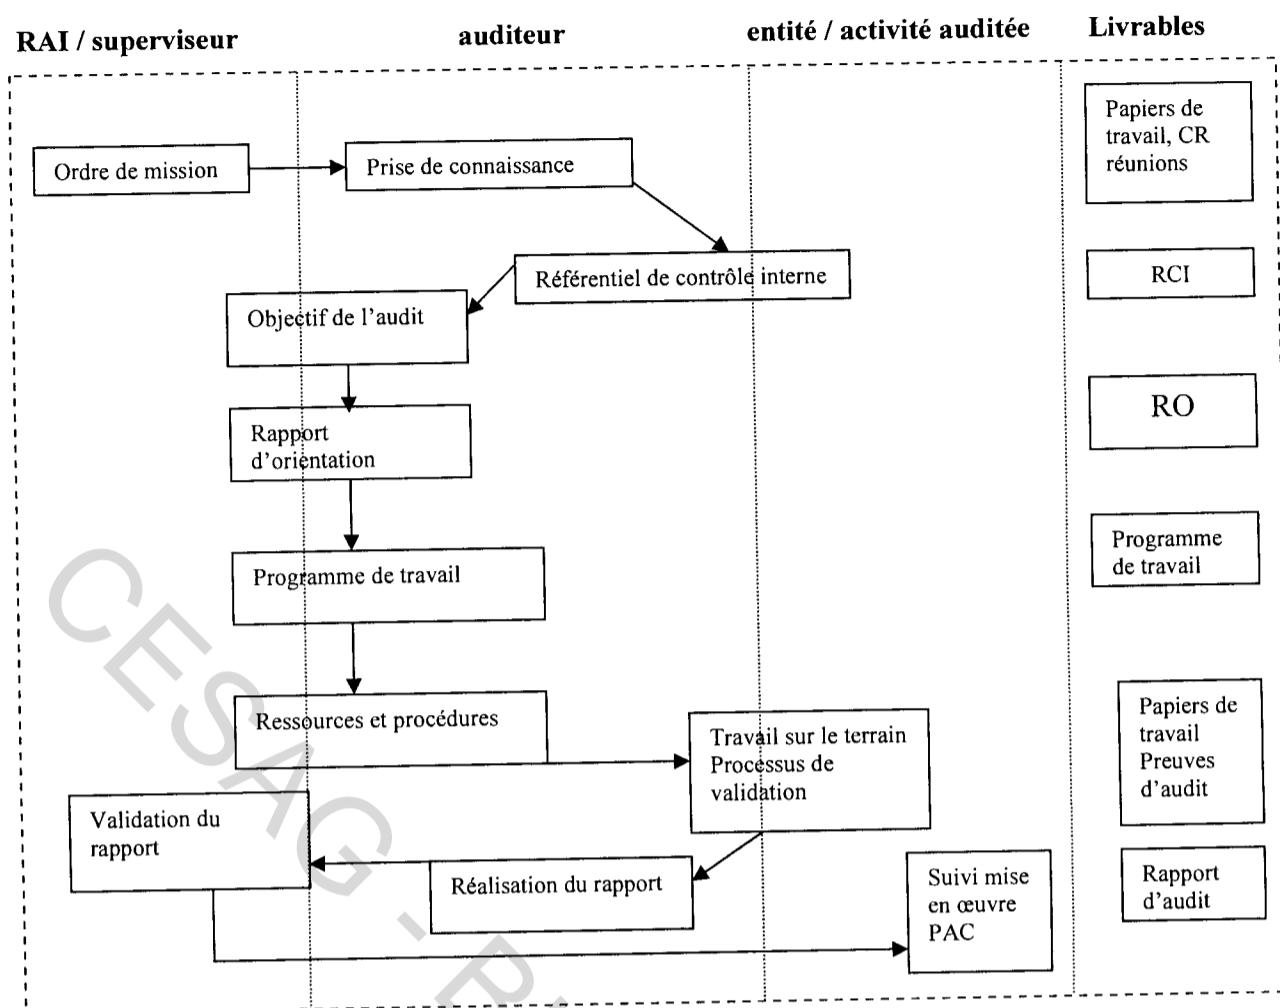 RAI / superviseur
auditeur
entité / activité auditée
Livrables
Papiers de
travail, CR
réunions
Ordre de mission
Prise de connaissance
Référentiel de contrôle interne
RCI
Objectif de l'audit
RO
Rapport
d'orientation
Programme
de travail
Programme de travail
Ressources et procédures
Travail sur le terrain
Processus de
validation
Papiers de
travail
Preuves
d'audit
Validation du
rapport
Réalisation du rapport
Suivi mise
en œuvre
PAC
Rapport
d'audit
CESAG -